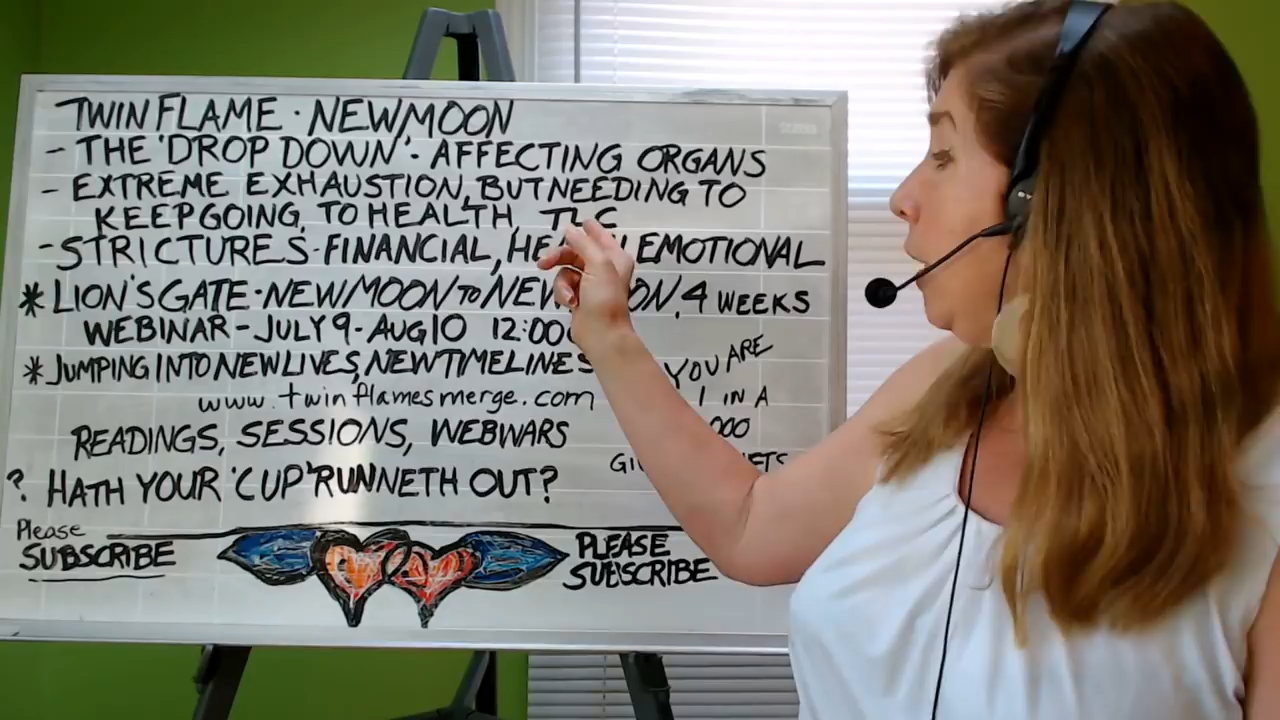 TWIN FLAME · NEW MOON
- THE 'DROP DOWN' · AFFECTING ORGANS
- EXTREME EXHAUSTION, BUT NEEDING TO
KEEP GOING, TO HEALTH,
- STRICTURES - FINANCIAL, EMOTIONAL
* LION'S GATE · NEW MOON TO 4 WEEKS
WEBINAR - JULY 9 - AUG 10 12:00
* JUMPING INTO NEW LIVES, NEW TIMELINES
www.twinflamesmerge.com
YOU ARE
1 IN A
READINGS, SESSIONS, WEBWARS
? HATH YOUR 'CUP' RUNNETH OUT?
Please
SUBSCRIBE
PLEASE
SUBSCRIBE